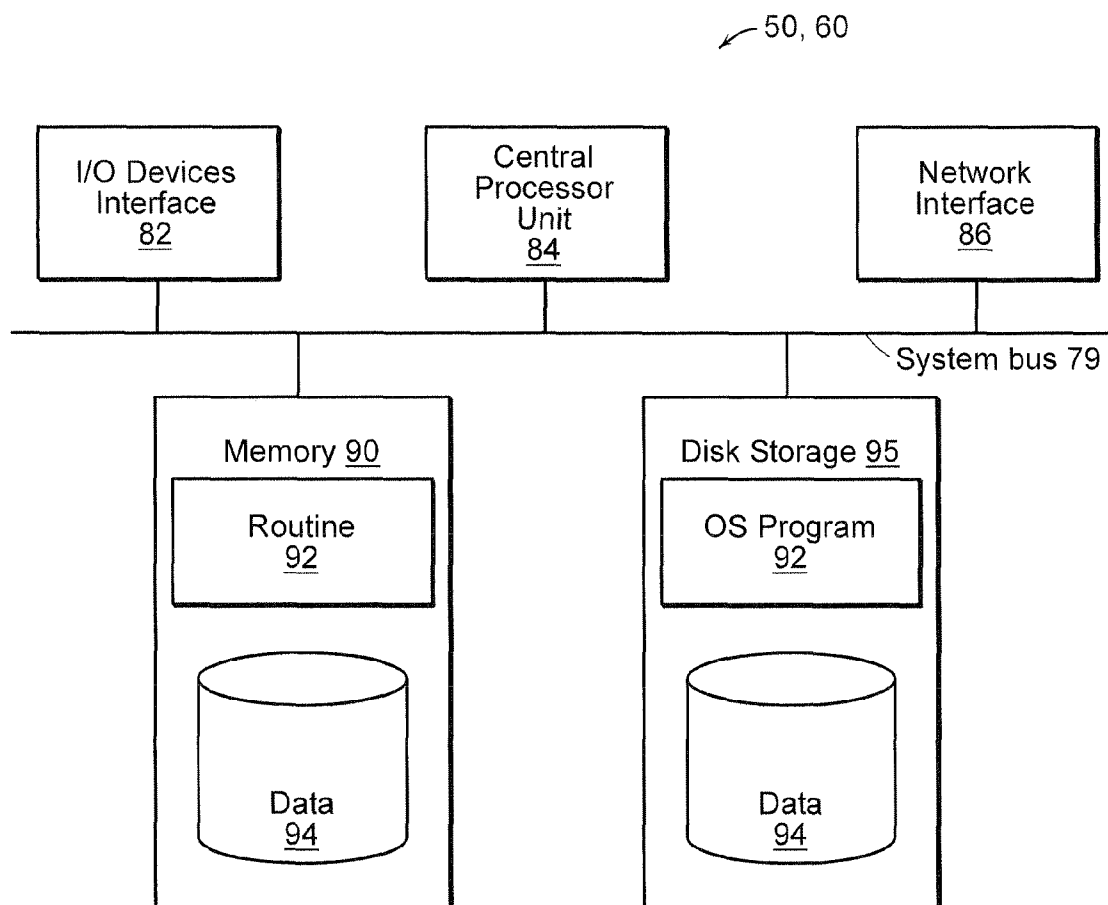 50, 60
I/O Devices
Interface
82
Central
Processor
Unit
84
Network
Interface
86
System bus 79
Memory 90
Routine
92
Data
94
Disk Storage 95
OS Program
92
Data
94